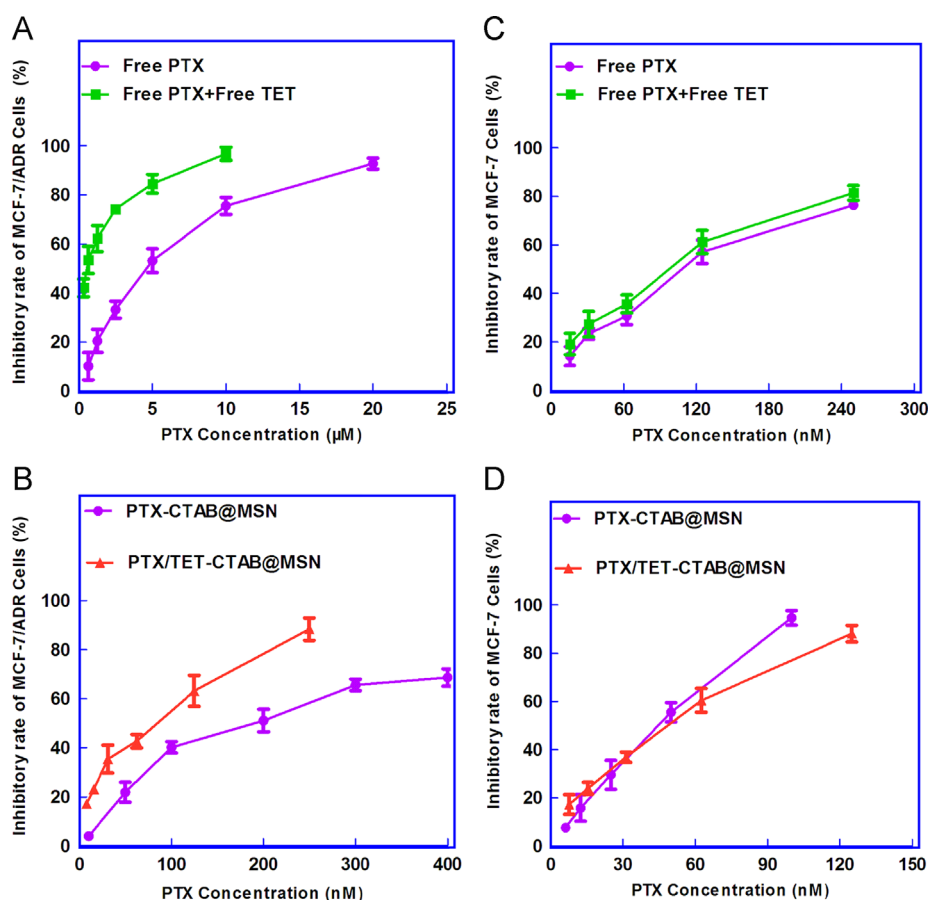 A
Inhibitory rate of MCF-7/ADR Cells (%)
Free PTX
Free PTX+Free TET
100
80
60
40
20
0
0 5 10 15 20 25
PTX Concentration (µM)
C
Inhibitory rate of MCF-7 Cells (%)
Free PTX
Free PTX+Free TET
100
80
60
40
20
0
0 60 120 180 240 300
PTX Concentration (nM)
B
Inhibitory rate of MCF-7/ADR Cells (%)
PTX-CTAB@MSN
PTX/TET-CTAB@MSN
100
80
60
40
20
0
0 100 200 300 400
PTX Concentration (nM)
D
Inhibitory rate of MCF-7 Cells (%)
PTX-CTAB@MSN
PTX/TET-CTAB@MSN
100
80
60
40
20
0
0 30 60 90 120 150
PTX Concentration (nM)